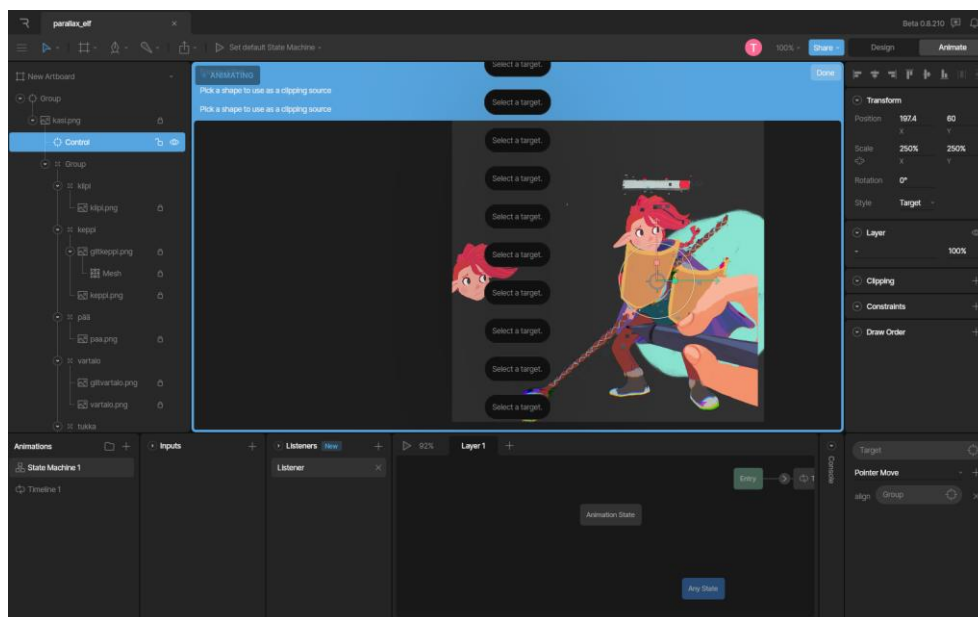 parallax_elf
Beta 0.8.210
Set default State Machine
T
100%
Share
Design
Animate
New Artboard
ANIMATING
Done
Pick a shape to use as a clipping source
Pick a shape to use as a clipping source
Select a target.
Select a target.
Select a target.
Select a target.
Select a target.
Select a target.
Select a target.
Select a target.
Select a target.
Select a target.
Group
kasi.png
Control
Group
kilpi
kilpi.png
keppi
glitkeppi.png
Mesh
keppi.png
pää
paa.png
vartalo
glitvartalo.png
vartalo.png
tukka
Transform
Position 197.4 60
X Y
Scale 250% 250%
X Y
Rotation 0°
Style Target
Layer
100%
Clipping
Constraints
Draw Order
Animations
State Machine 1
Timeline 1
Inputs
Listeners New
Listener
92%
Layer 1
Entry
T
Animation State
Any State
Console
Target
Pointer Move
align Group